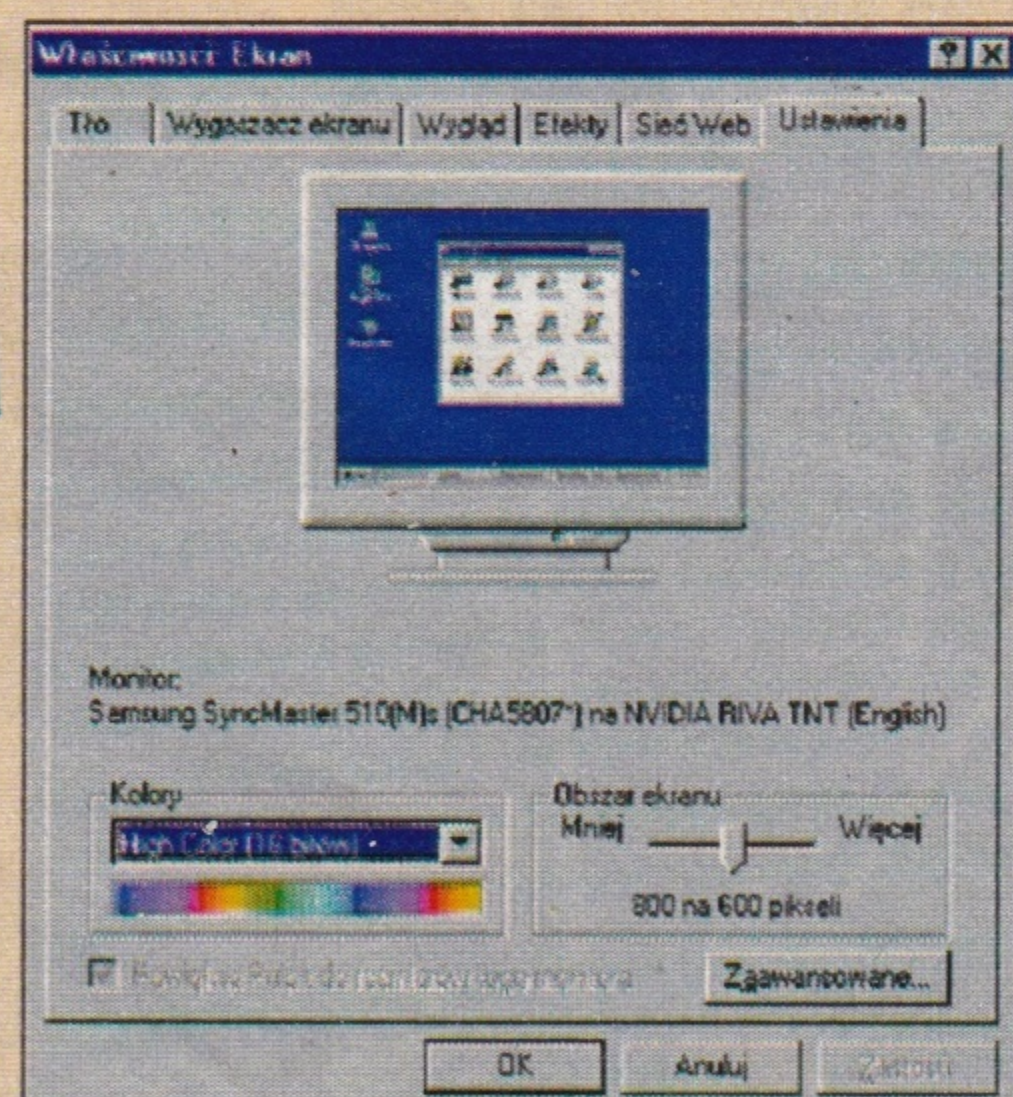 Właściwości: Ekran
Tło Wygaszacz ekranu Wygląd Efekty Sieć Web Ustawienia
Monitor:
Samsung SyncMaster 510(M)s (CHA5807*) na NVIDIA RIVA TNT (English)
Kolory
High Color (16 bitów)
Obszar ekranu
Mniej Więcej
800 na 600 pikseli
Zaawansowane...
OK Anuluj